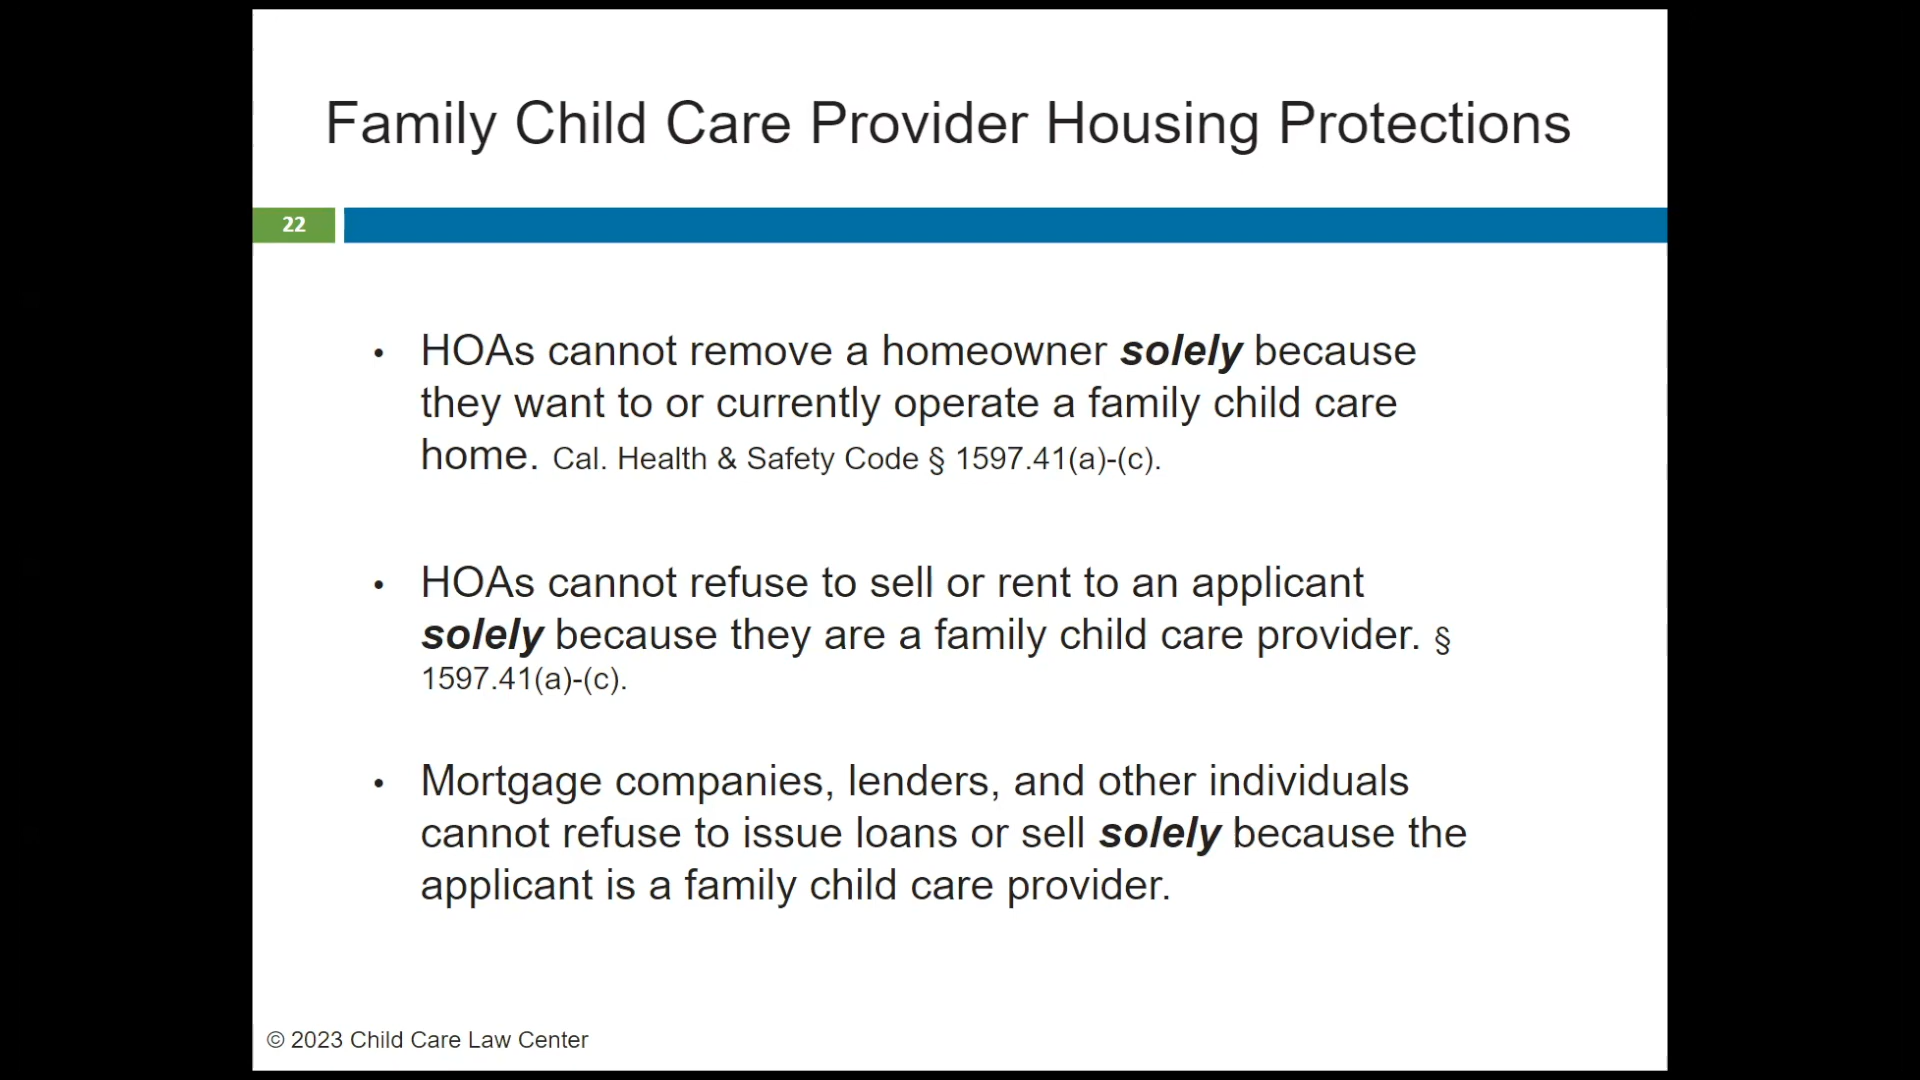 Family Child Care Provider Housing Protections
22
• HOAs cannot remove a homeowner solely because
they want to or currently operate a family child care
home. Cal. Health & Safety Code § 1597.41(a)-(c).
• HOAs cannot refuse to sell or rent to an applicant
solely because they are a family child care provider. §
1597.41(a)-(c).
• Mortgage companies, lenders, and other individuals
cannot refuse to issue loans or sell solely because the
applicant is a family child care provider.
© 2023 Child Care Law Center